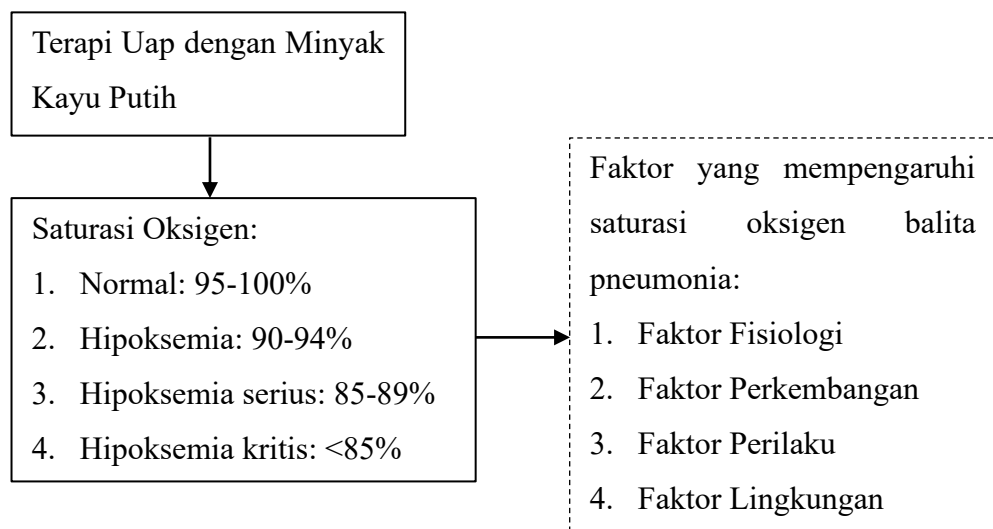 Terapi Uap dengan Minyak
Kayu Putih
Saturasi Oksigen:
1. Normal: 95-100%
2. Hipoksemia: 90-94%
3. Hipoksemia serius: 85-89%
4. Hipoksemia kritis: <85%
Faktor yang mempengaruhi
saturasi oksigen balita
pneumonia:
1. Faktor Fisiologi
2. Faktor Perkembangan
3. Faktor Perilaku
4. Faktor Lingkungan